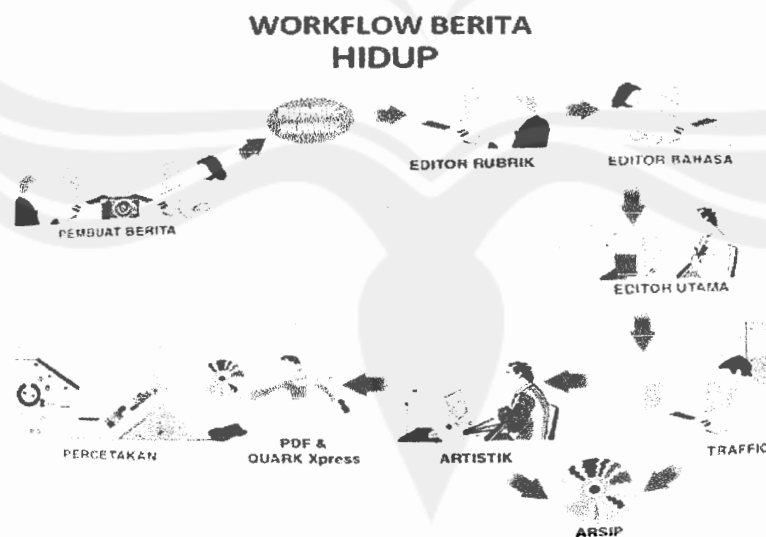 WORKFLOW BERITA
HIDUP
EDITOR RUBRIK
EDITOR BAHASA
PEMBUAT BERITA
EDITOR UTAMA
PERCETAKAN
PDF &
QUARK Xpress
ARTISTIK
TRAFFIC
ARSIP